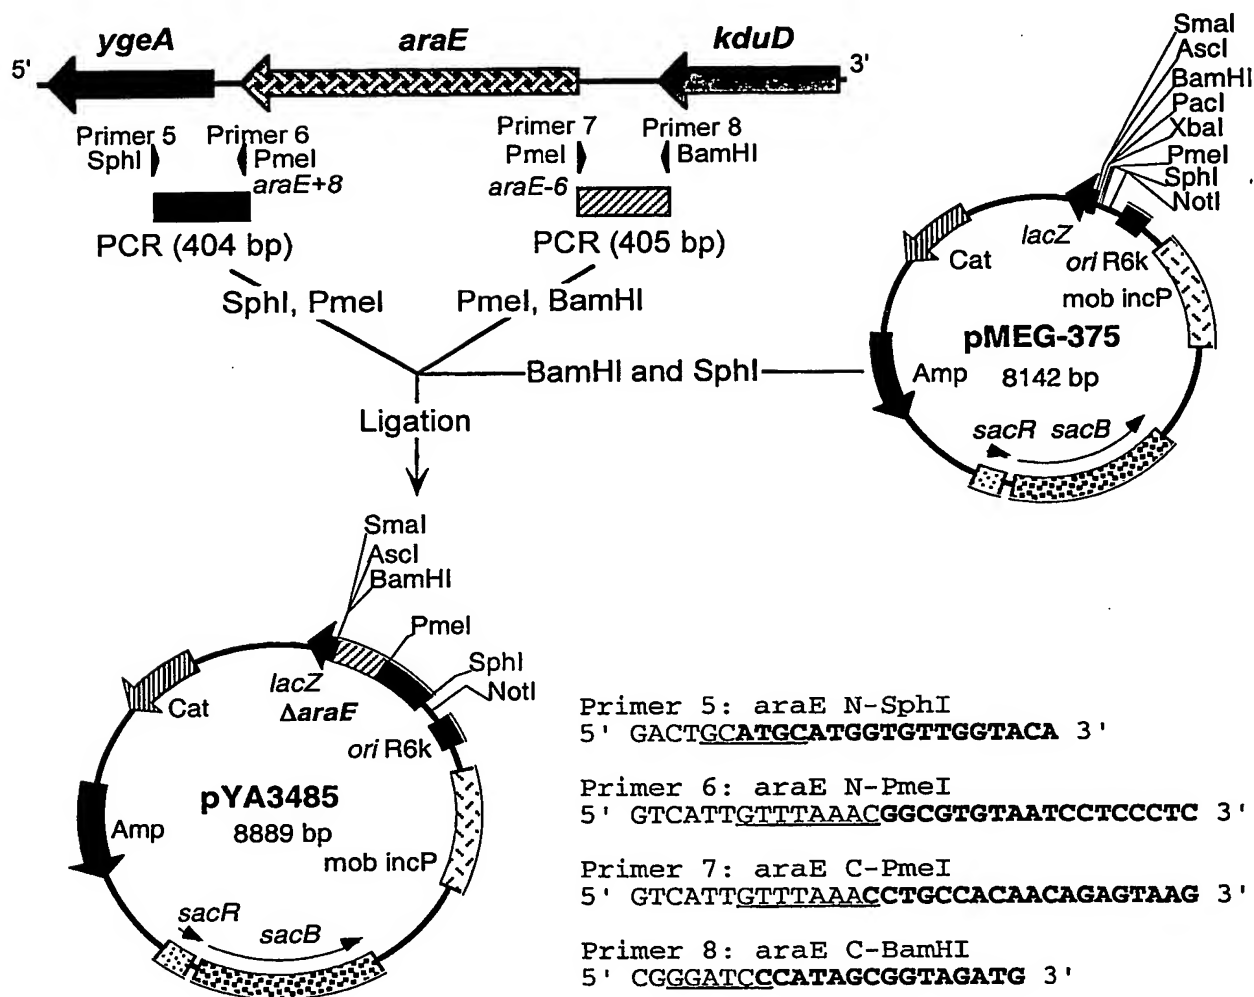 ygeA araE kduD
5' 3'
Primer 5 Primer 6 Primer 7 Primer 8
SphI PmeI PmeI BamHI
araE+8 araE-6
PCR (404 bp) PCR (405 bp)
SphI, PmeI PmeI, BamHI
BamHI and SphI
Ligation
SmaI
AscI
BamHI
PacI
XbaI
PmeI
SphI
NotI
lacZ
ori R6k
Cat
mob incP
pMEG-375
8142 bp
Amp
sacR sacB
SmaI
AscI
BamHI
PmeI
SphI
NotI
lacZ
ΔaraE
Cat
ori R6k
pYA3485
8889 bp
Amp
mob incP
sacR
sacB
Primer 5: araE N-SphI
5' GACTGCATGCATGGTGTTGGTACA 3'
Primer 6: araE N-PmeI
5' GTCATTGTTTAAACGGCGTGTAATCCTCCCTC 3'
Primer 7: araE C-PmeI
5' GTCATTGTTTAAACCTGCCACAACAGAGTAAG 3'
Primer 8: araE C-BamHI
5' CGGGATCCCATAGCGGTAGATG 3'